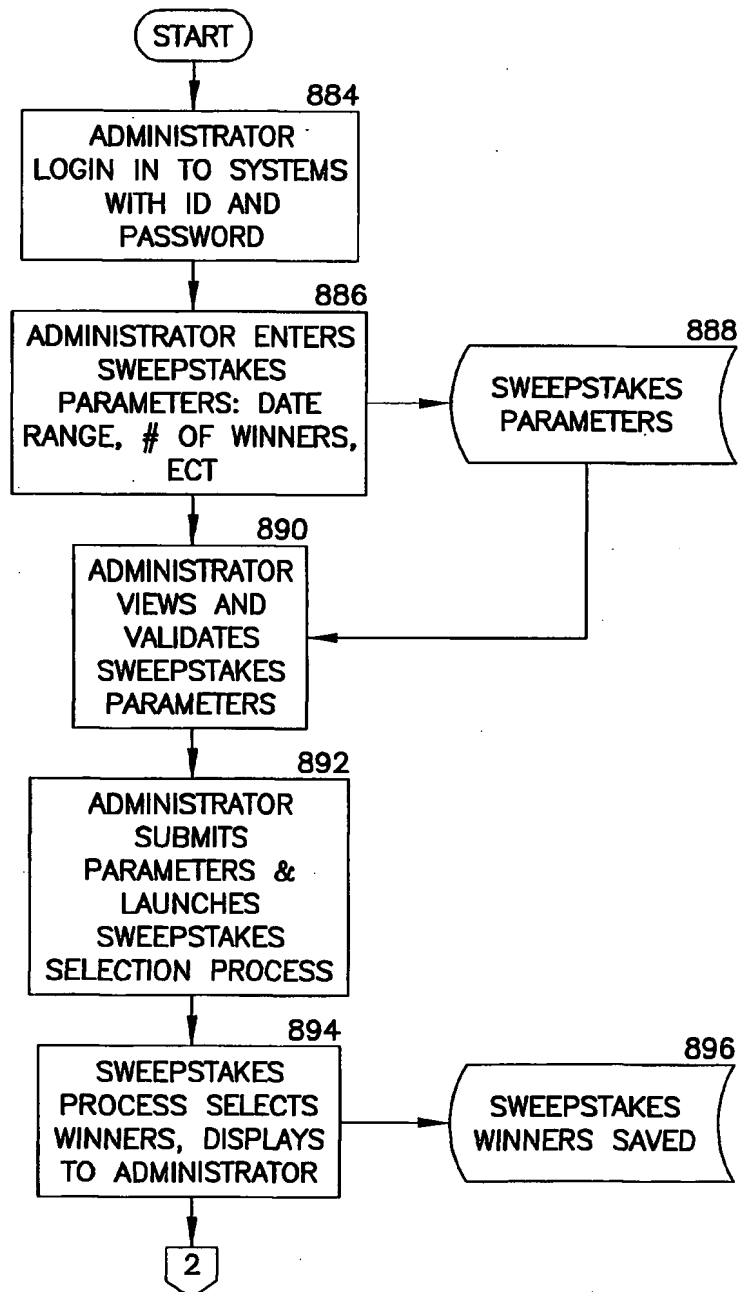 START
884
ADMINISTRATOR
LOGIN IN TO SYSTEMS
WITH ID AND
PASSWORD
886
ADMINISTRATOR ENTERS
SWEEPSTAKES
PARAMETERS: DATE
RANGE, # OF WINNERS,
ECT
888
SWEEPSTAKES
PARAMETERS
890
ADMINISTRATOR
VIEWS AND
VALIDATES
SWEEPSTAKES
PARAMETERS
892
ADMINISTRATOR
SUBMITS
PARAMETERS &
LAUNCHES
SWEEPSTAKES
SELECTION PROCESS
894
SWEEPSTAKES
PROCESS SELECTS
WINNERS, DISPLAYS
TO ADMINISTRATOR
896
SWEEPSTAKES
WINNERS SAVED
2